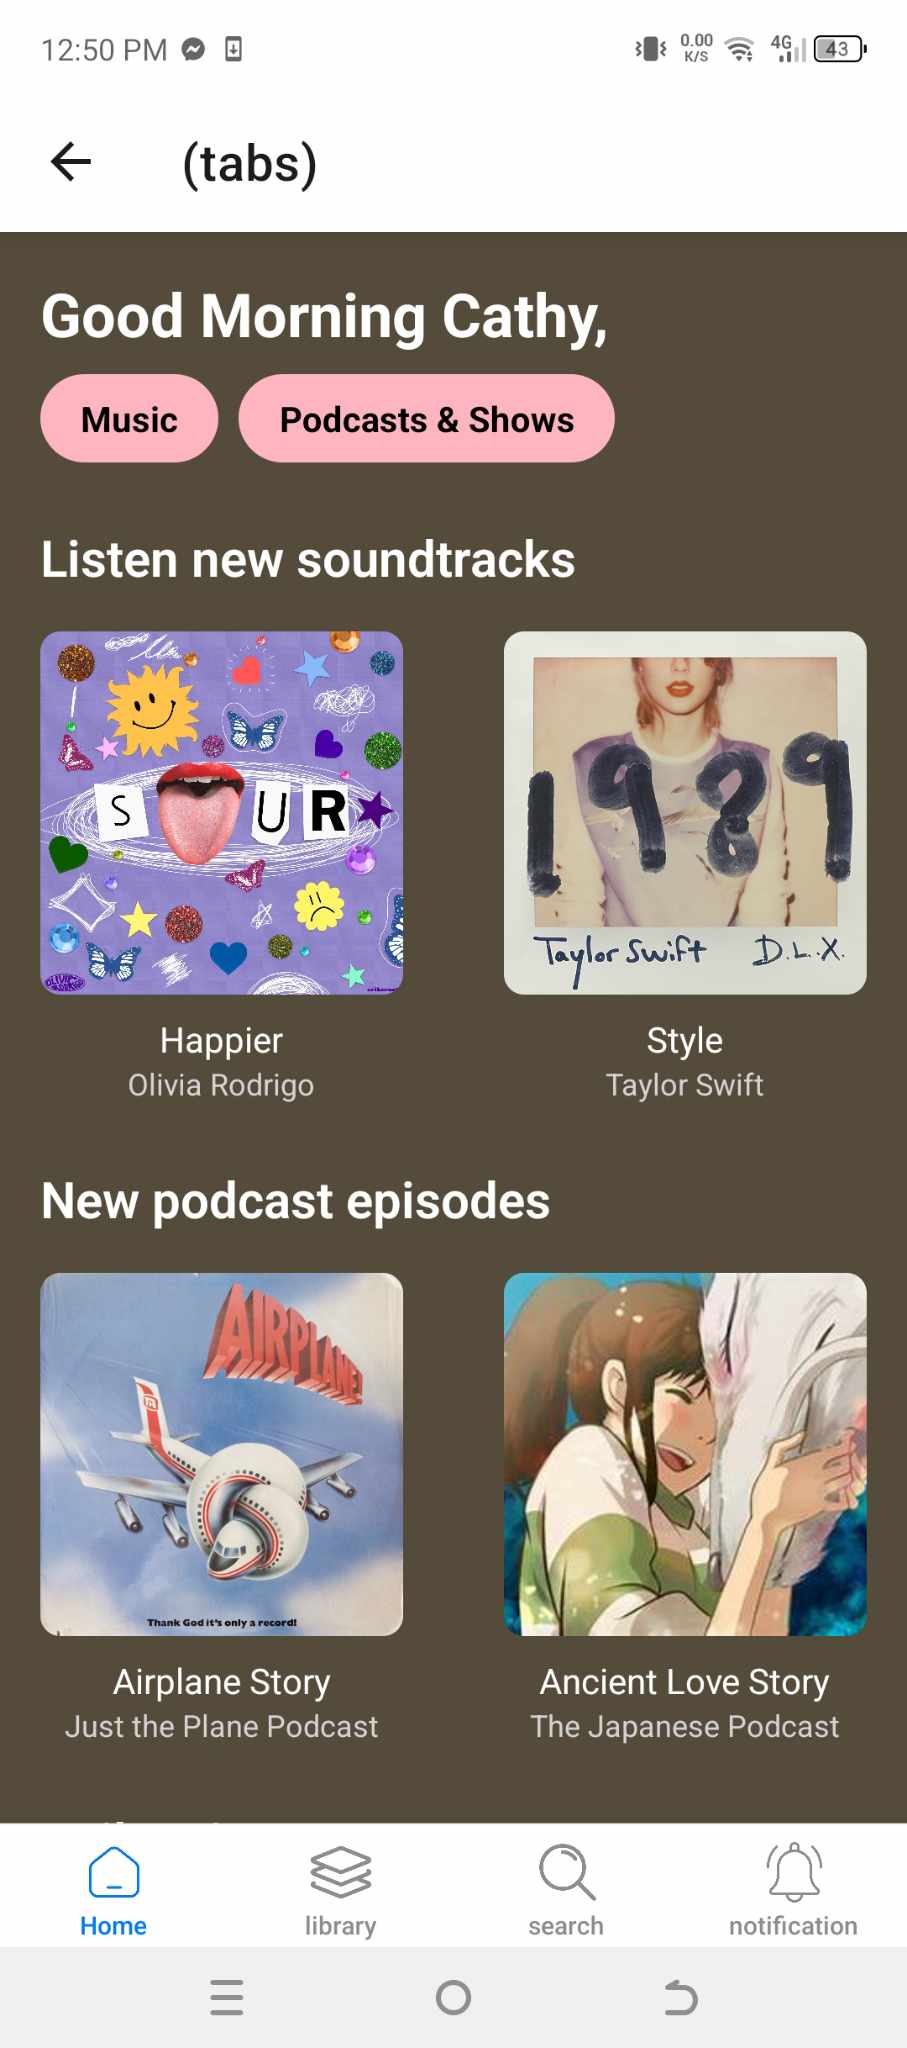 12:50 PM
0.00
K/S
4G
43
(tabs)
Good Morning Cathy,
Music
Podcasts & Shows
Listen new soundtracks
S
U
R
1989
Taylor Swift
D.L.X.
Happier
Olivia Rodrigo
Style
Taylor Swift
New podcast episodes
AIRPLANE!
Thank God it's only a record!
Airplane Story
Just the Plane Podcast
Ancient Love Story
The Japanese Podcast
Home
library
search
notification